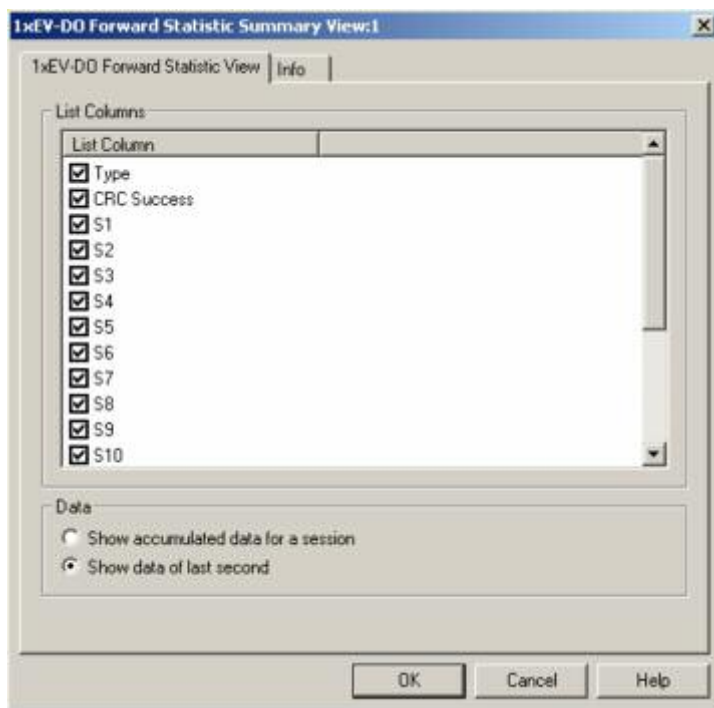 1xEV-DO Forward Statistic Summary View:1
1xEV-DO Forward Statistic View Info
List Columns
List Column
Type
CRC Success
S1
S2
S3
S4
S5
S6
S7
S8
S9
S10
Data
Show accumulated data for a session
Show data of last second
OK Cancel Help